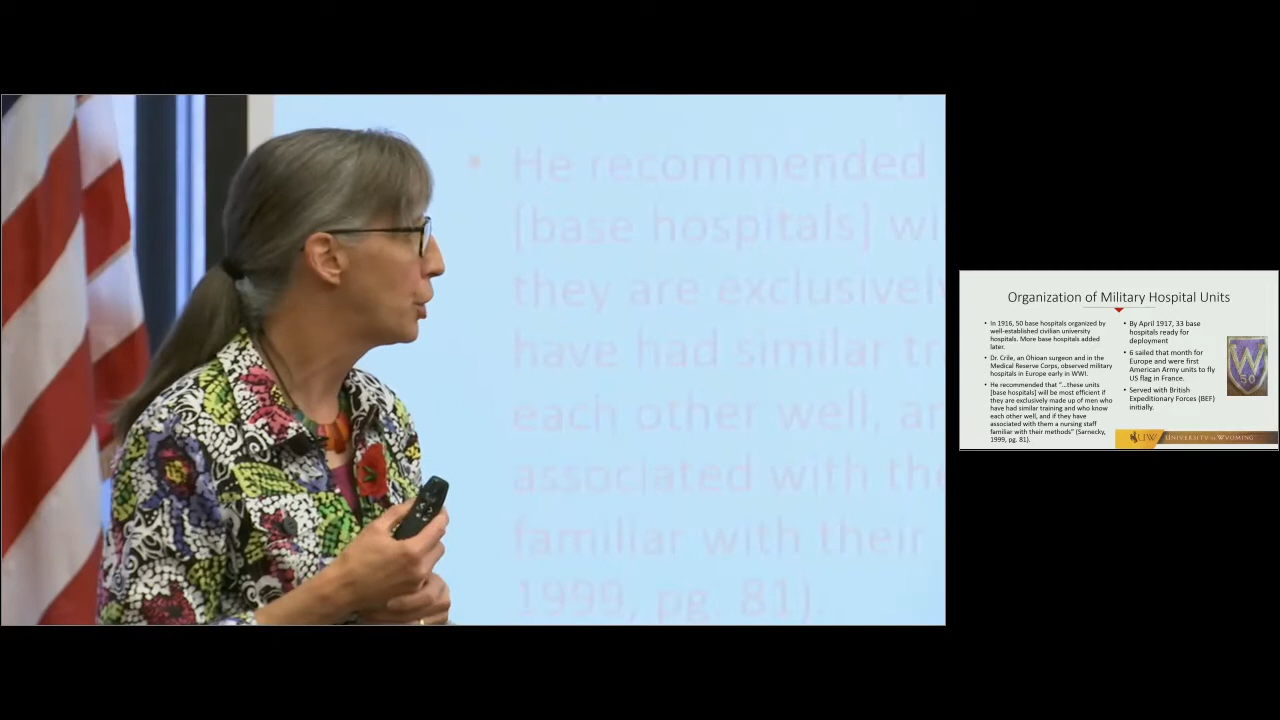 He recommended
[base hospitals] wi
they are exclusively
have had similar tr
each other well, an
associated with the
familiar with their
1999, pg. 81).
Organization of Military Hospital Units
• In 1916, 50 base hospitals organized by
well-established civilian university
hospitals. More base hospitals added
later.
• Dr. Crile, an Ohioan surgeon and in the
Medical Reserve Corps, observed military
hospitals in Europe early in WWI.
• He recommended that "...these units
[base hospitals] will be most efficient if
they are exclusively made up of men who
have had similar training and who know
each other well, and if they have
associated with them a nursing staff
familiar with their methods" (Sarnecky,
1999, pg. 81).
• By April 1917, 33 base
hospitals ready for
deployment
• 6 sailed that month for
Europe and were first
American Army units to fly
US flag in France.
• Served with British
Expeditionary Forces (BEF)
initially.
W
50
UW UNIVERSITY OF WYOMING